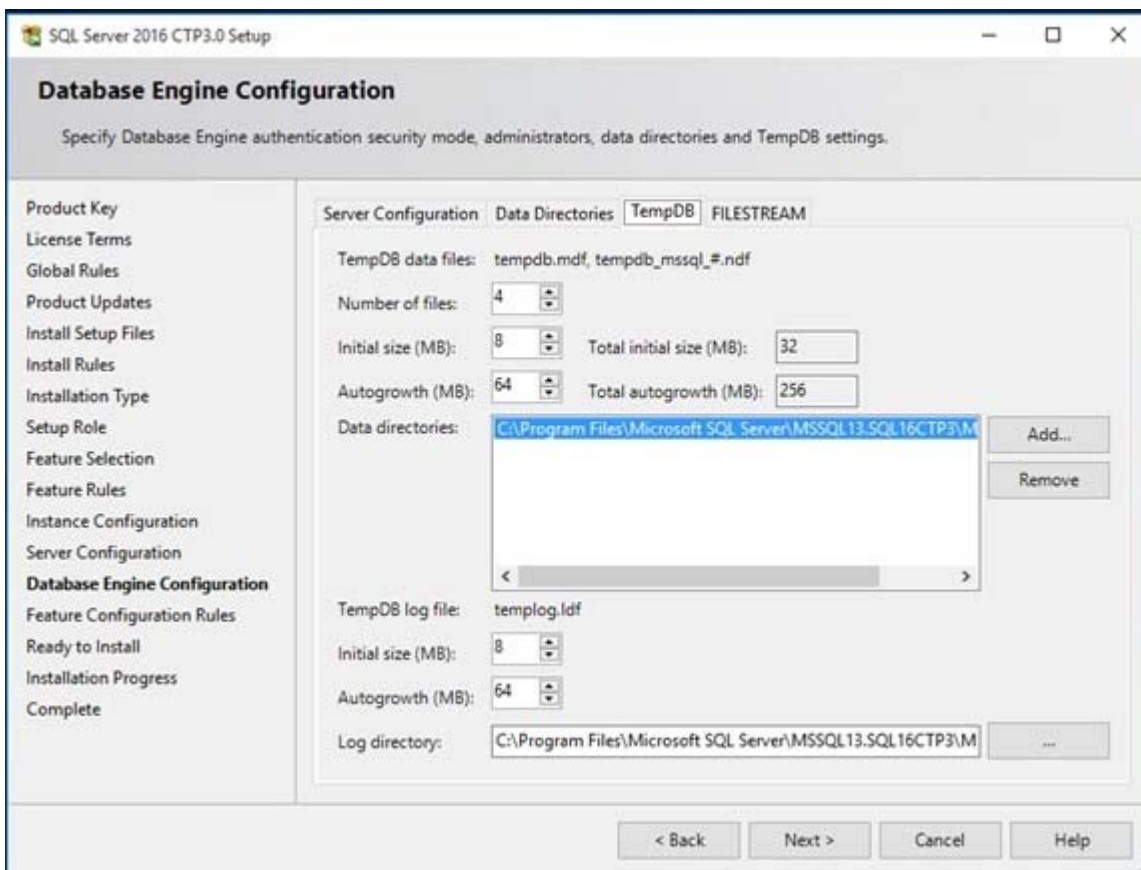 SQL Server 2016 CTP3.0 Setup
Database Engine Configuration
Specify Database Engine authentication security mode, administrators, data directories and TempDB settings.
Product Key
License Terms
Global Rules
Product Updates
Install Setup Files
Install Rules
Installation Type
Setup Role
Feature Selection
Feature Rules
Instance Configuration
Server Configuration
Database Engine Configuration
Feature Configuration Rules
Ready to Install
Installation Progress
Complete
Server Configuration Data Directories TempDB FILESTREAM
TempDB data files: tempdb.mdf, tempdb_mssql_#.ndf
Number of files: 4
Initial size (MB): 8 Total initial size (MB): 32
Autogrowth (MB): 64 Total autogrowth (MB): 256
Data directories: C:\Program Files\Microsoft SQL Server\MSSQL13.SQL16CTP3\M Add...
Remove
TempDB log file: templog.ldf
Initial size (MB): 8
Autogrowth (MB): 64
Log directory: C:\Program Files\Microsoft SQL Server\MSSQL13.SQL16CTP3\M ...
< Back Next > Cancel Help